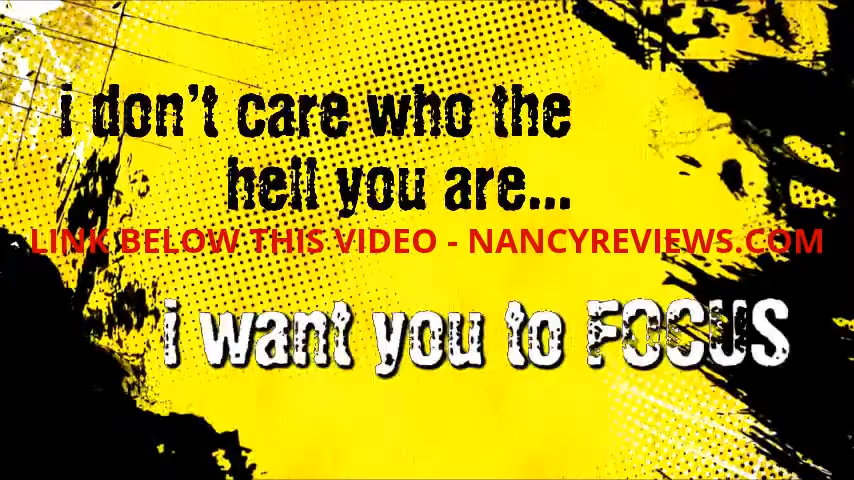 i don't care who the
hell you are...
LINK BELOW THIS VIDEO - NANCYREVIEWS.COM
i want you to FOCUS